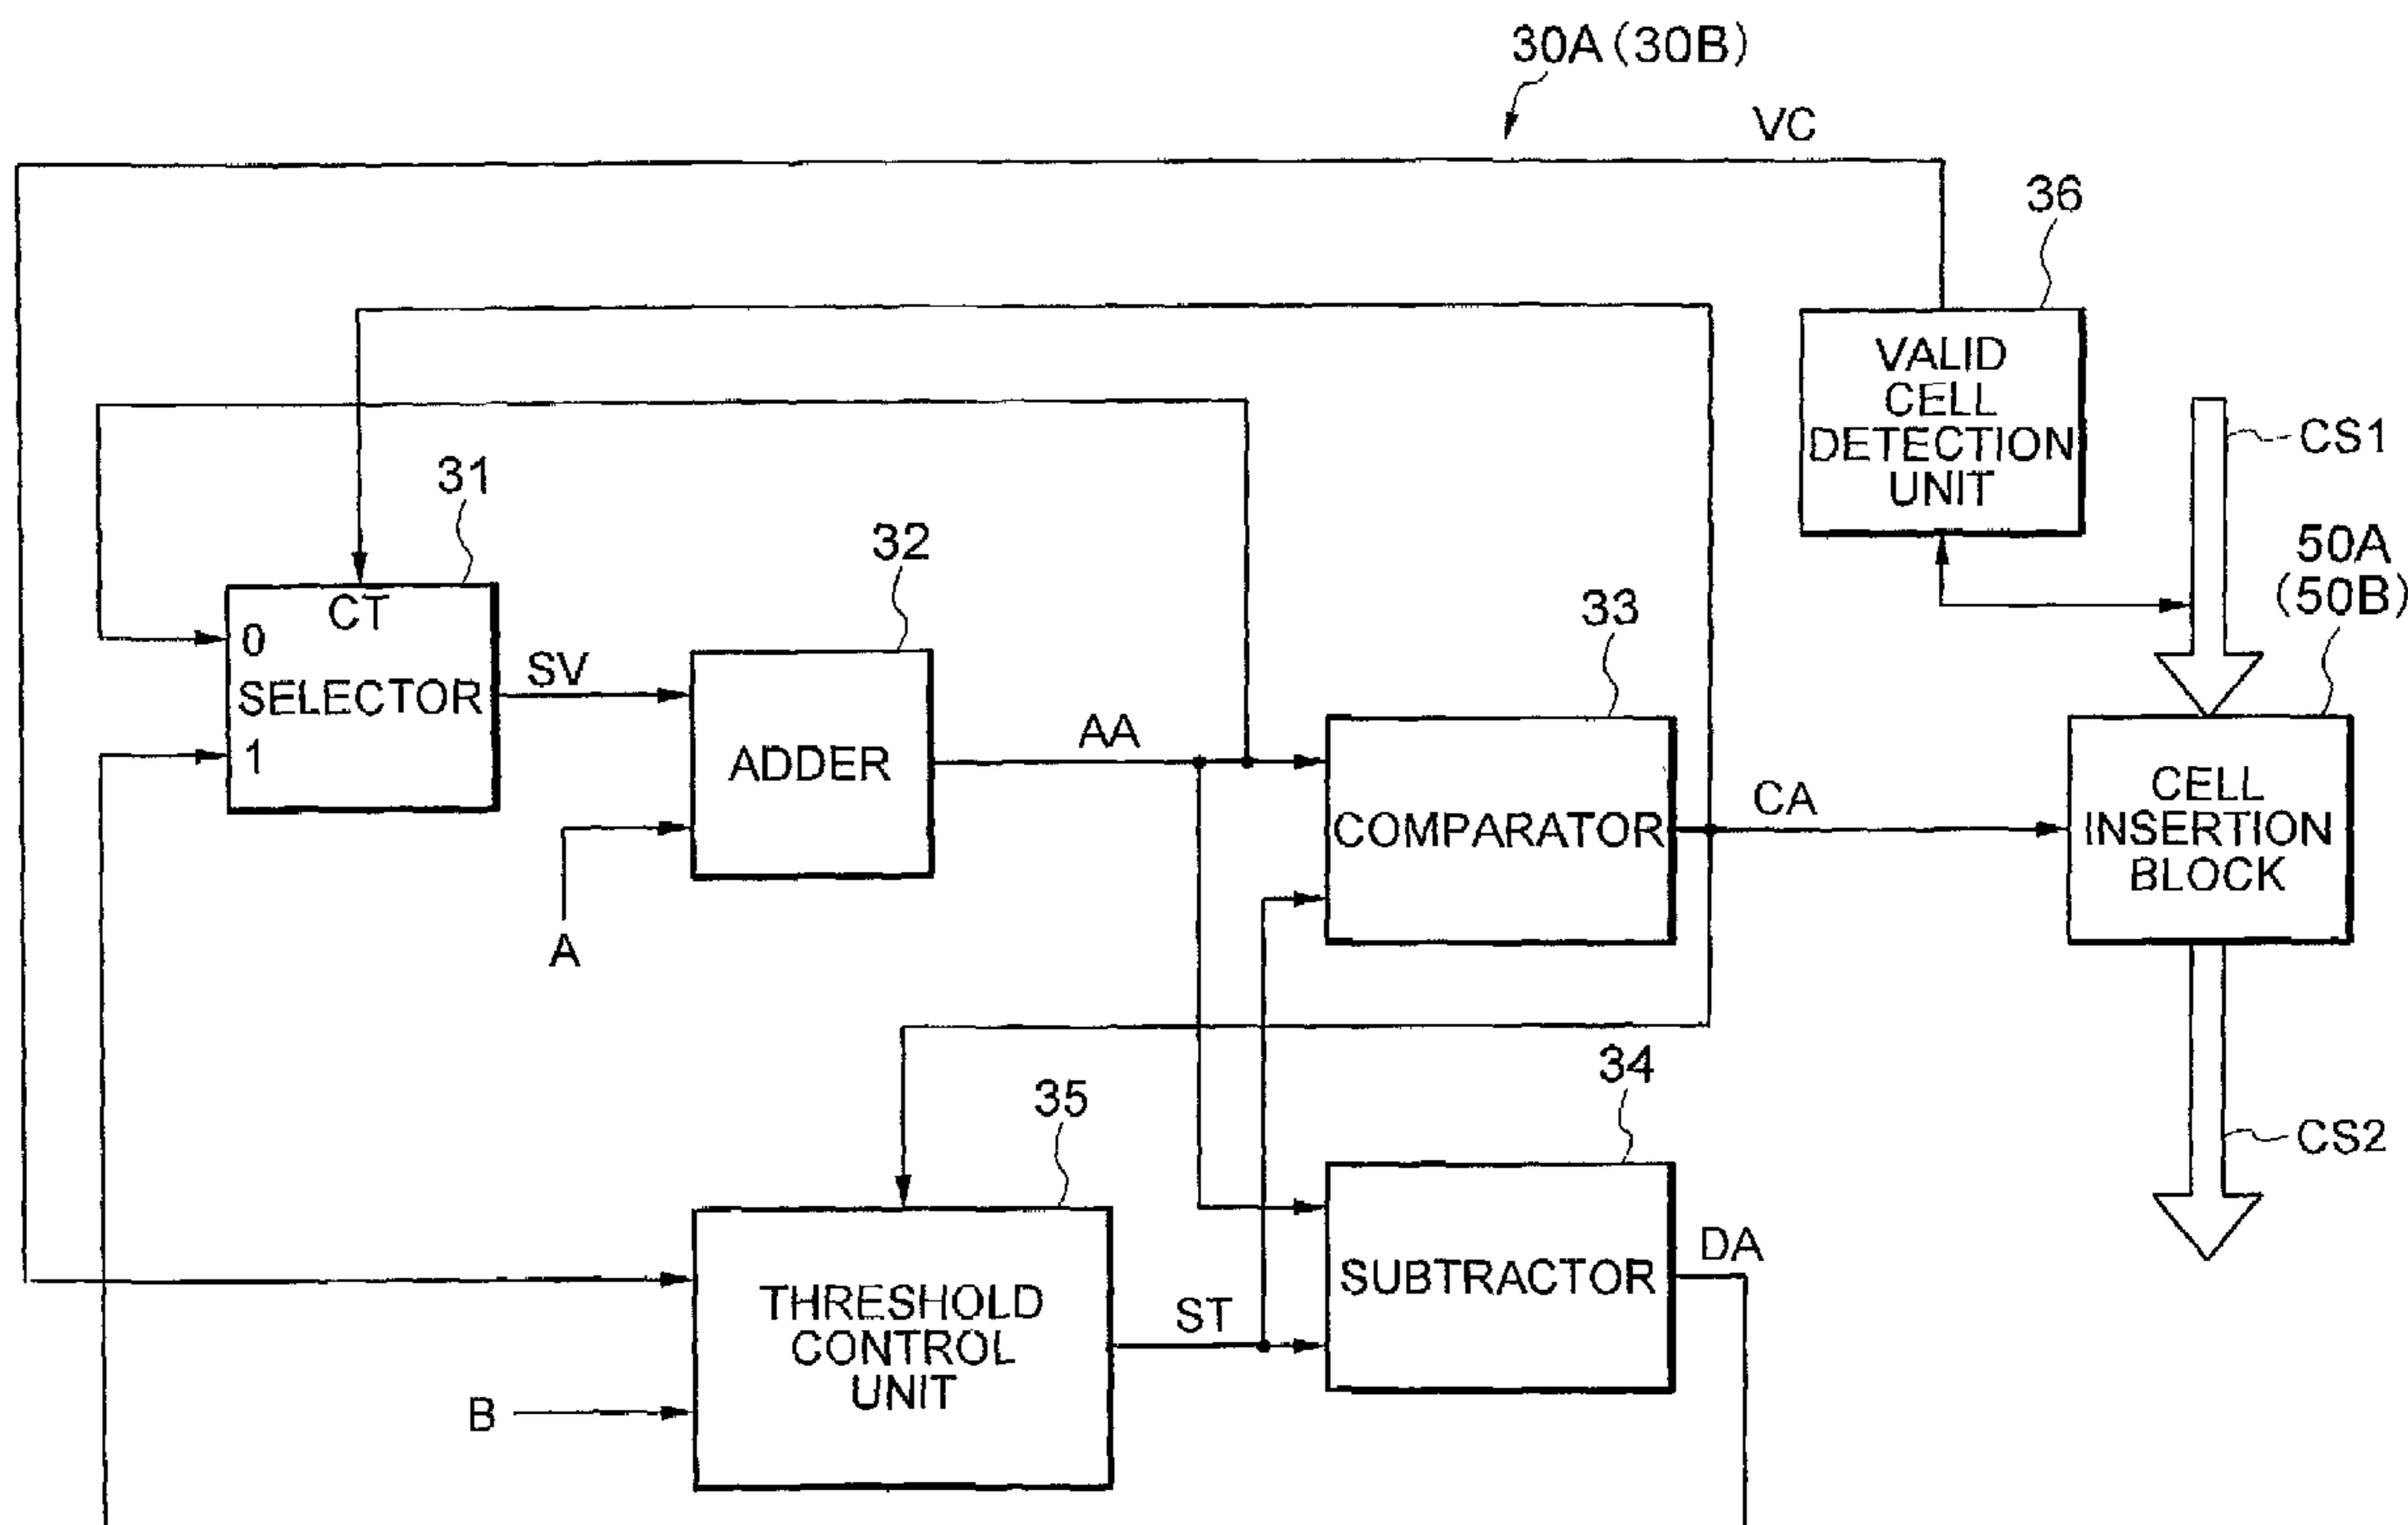 30A (30B)
VC
36
VALID
CELL
DETECTION
UNIT
CS1
31
32
33
50A
(50B)
CT
0
SELECTOR
1
SV
ADDER
A
AA
COMPARATOR
CA
CELL
INSERTION
BLOCK
34
35
CS2
THRESHOLD
CONTROL
UNIT
B
ST
SUBTRACTOR
DA